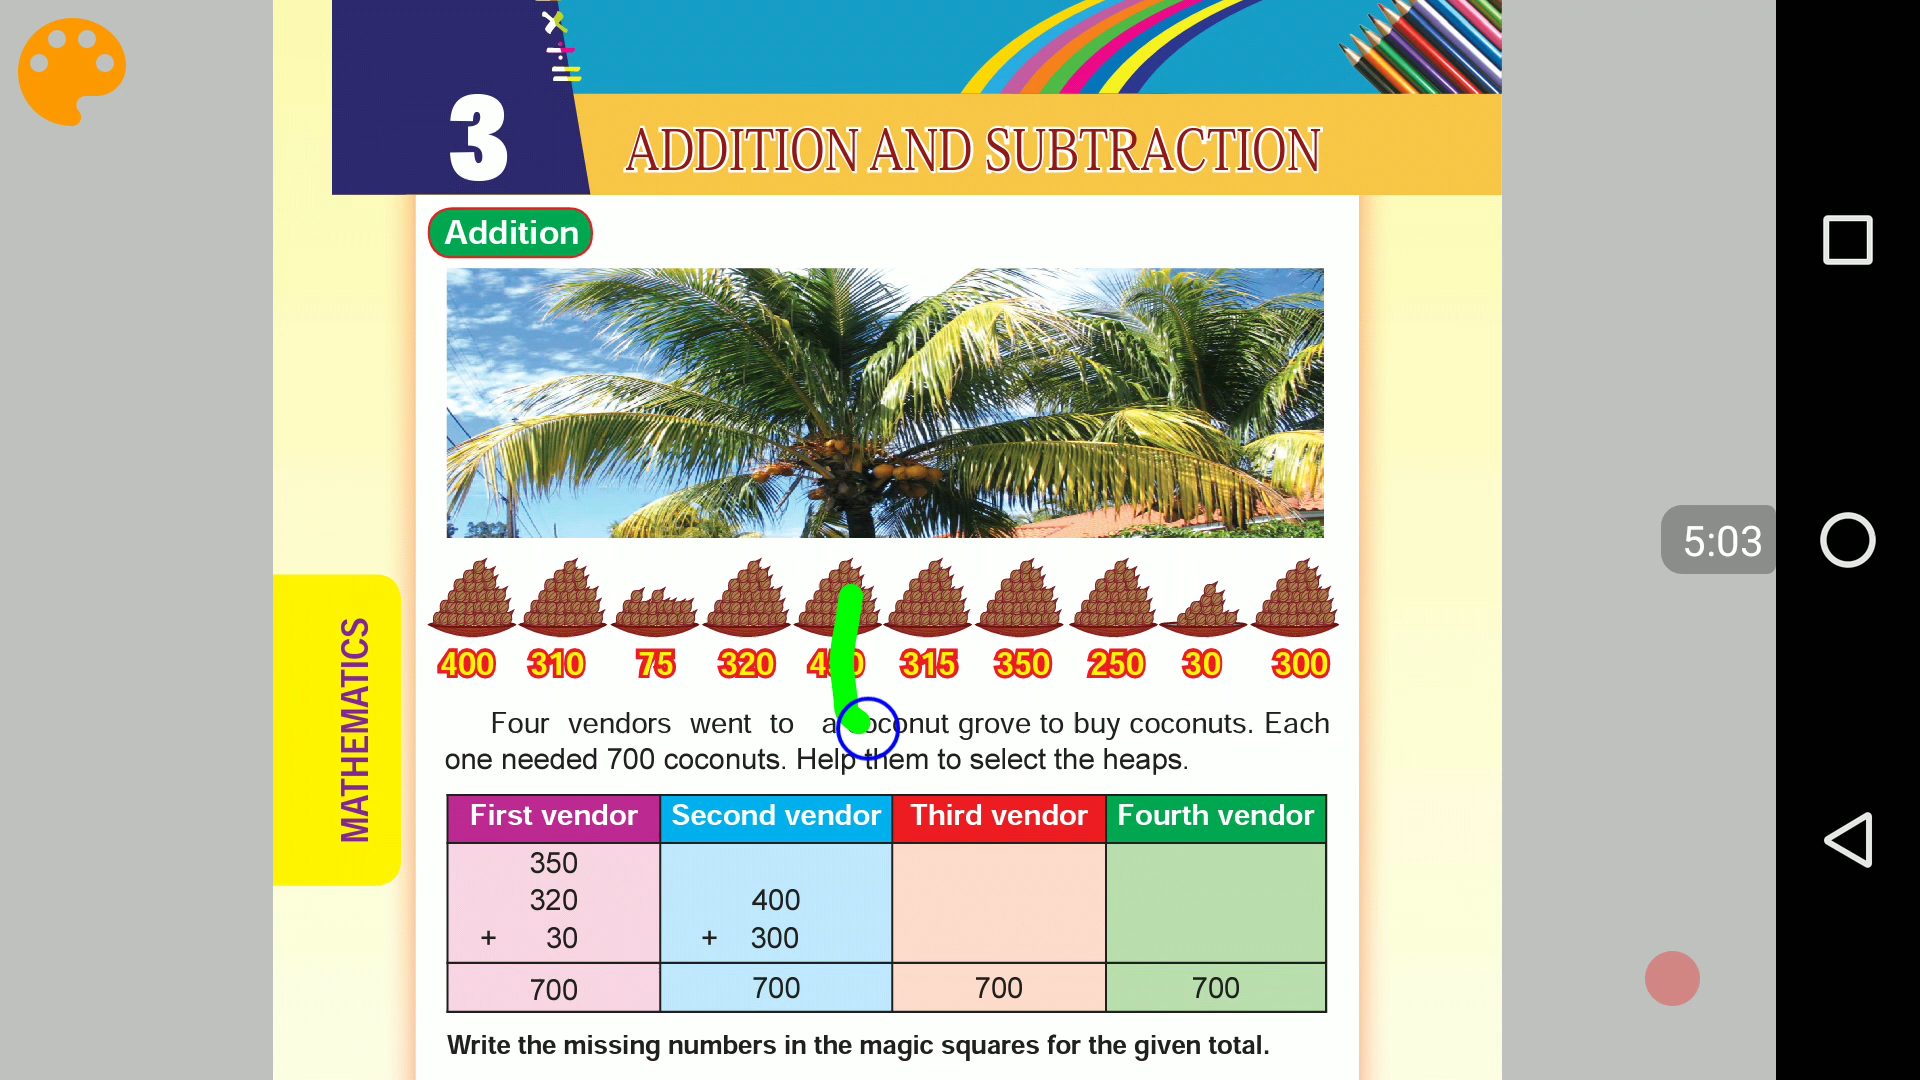 3
ADDITION AND SUBTRACTION
Addition
400 310 75 320 315 350 250 30 300
Four vendors went to a coconut grove to buy coconuts. Each
one needed 700 coconuts. Help them to select the heaps.
First vendor Second vendor Third vendor Fourth vendor
350
320 400
+ 30 + 300
700 700 700 700
Write the missing numbers in the magic squares for the given total.
MATHEMATICS
5:03